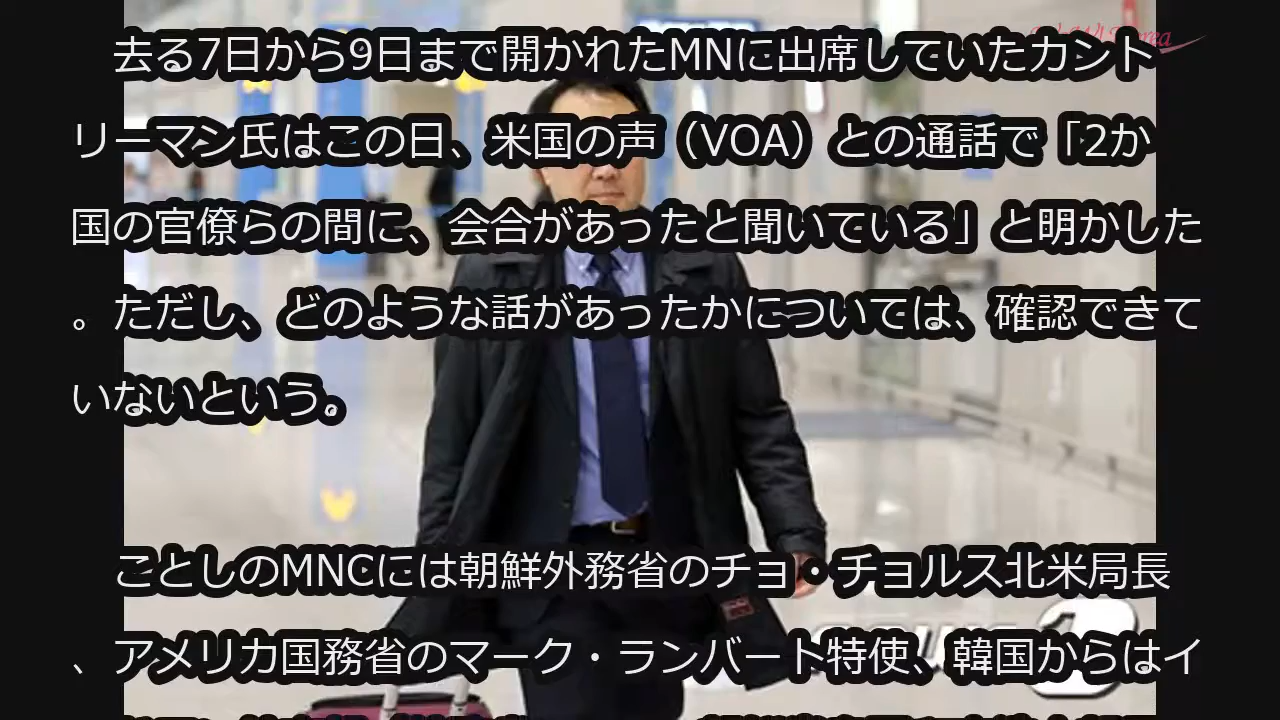 去る7日から9日まで開かれたMNに出席していたカント
リーマン氏はこの日、米国の声（VOA）との通話で「2か
国の官僚らの間に、会合があったと聞いている」と明かした
。ただし、どのような話があったかについては、確認できて
いないという。
ことしのMNCには朝鮮外務省のチョ・チョルス北米局長
、アメリカ国務省のマーク・ランバート特使、韓国からはイ